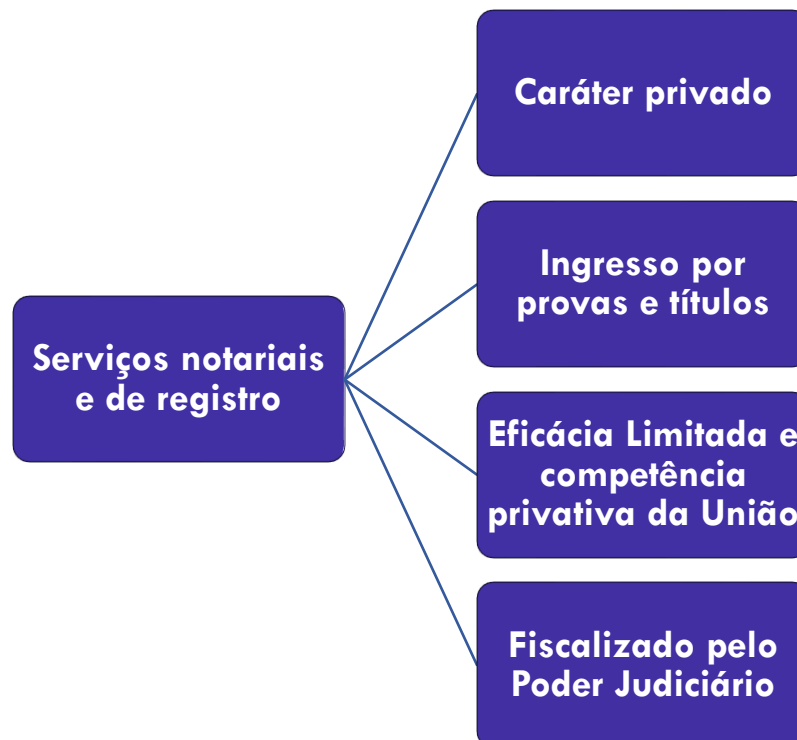 Caráter privado
Ingresso por
provas e títulos
Serviços notariais
e de registro
Eficácia Limitada e
competência
privativa da União
Fiscalizado pelo
Poder Judiciário